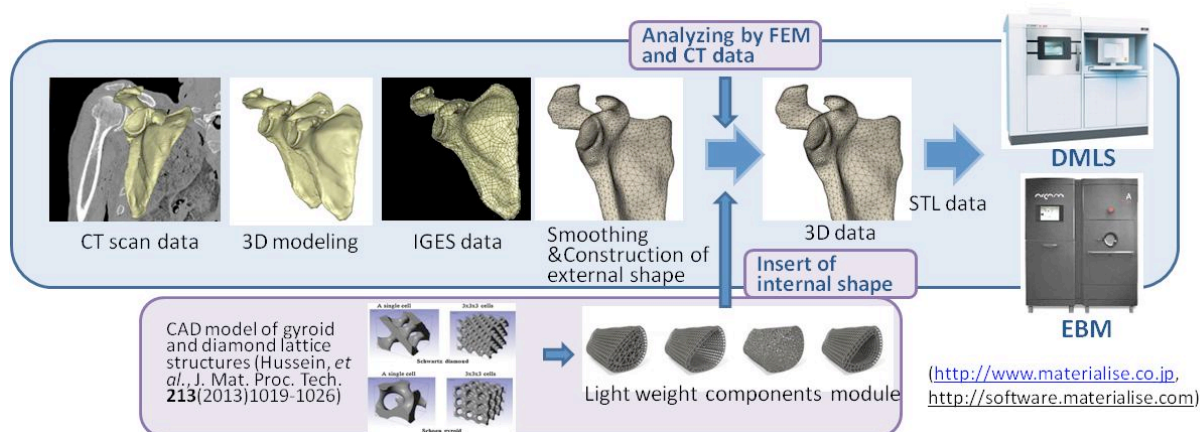 Analyzing by FEM
and CT data
CT scan data
3D modeling
IGES data
Smoothing
&Construction of
external shape
3D data
STL data
DMLS
EBM
Insert of
internal shape
CAD model of gyroid
and diamond lattice
structures (Hussein, et
al., J. Mat. Proc. Tech.
213(2013)1019-1026)
A single cell
3x3x3 cells
Schwartz diamond
A single cell
3x3x3 cells
Schoen gyroid
Light weight components module
(http://www.materialise.co.jp,
http://software.materialise.com)